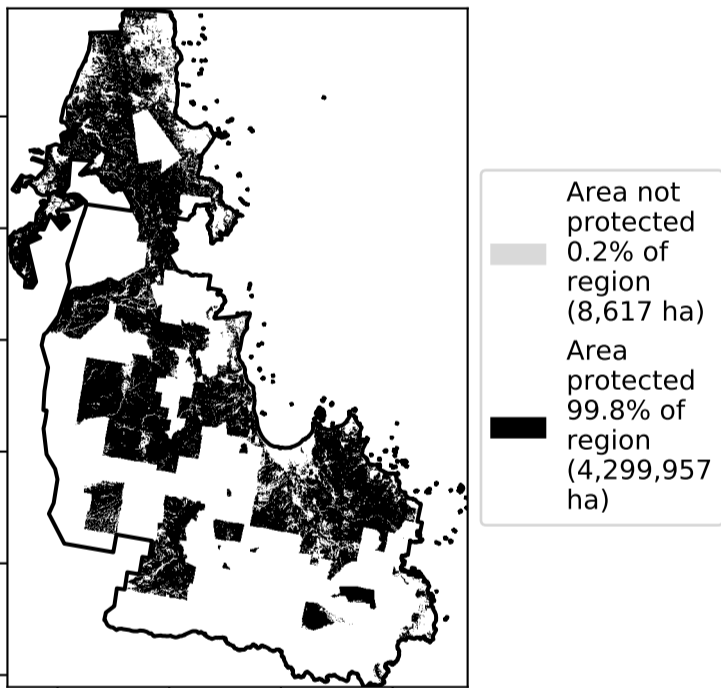 Area not
protected
0.2% of
region
(8,617 ha)
Area
protected
99.8% of
region
(4,299,957
ha)